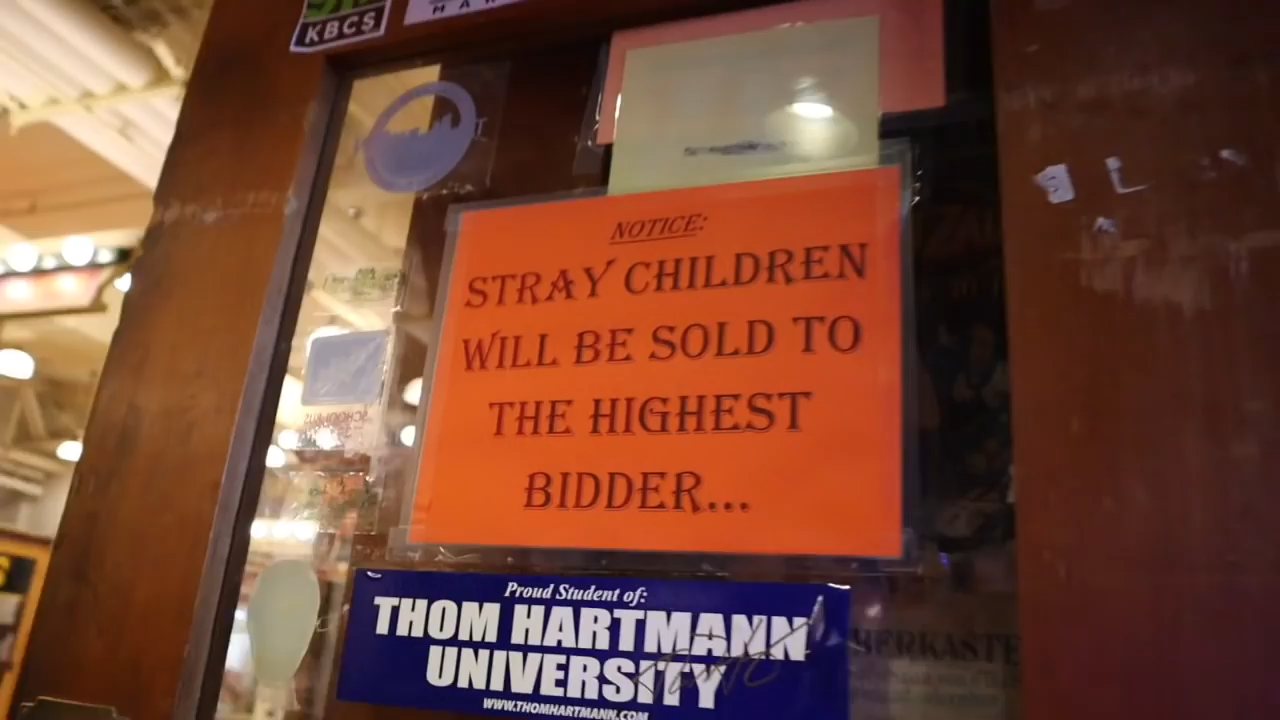 KBCS
NOTICE:
STRAY CHILDREN
WILL BE SOLD TO
THE HIGHEST
BIDDER...
Proud Student of:
THOM HARTMANN
UNIVERSITY
WWW.THOMHARTMANN.COM